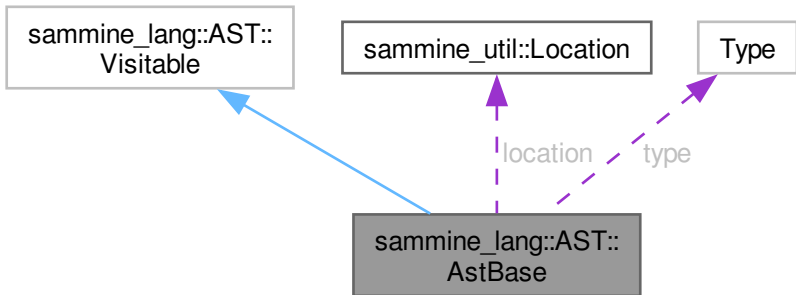 sammine_lang::AST::
Visitable
sammine_util::Location
Type
location
type
sammine_lang::AST::
AstBase